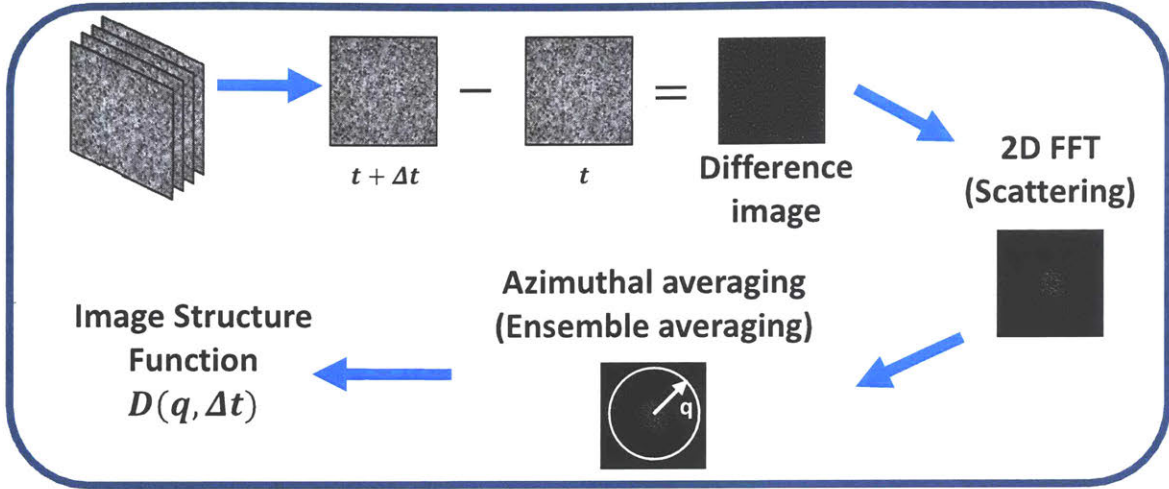 − =
t + Δt
t
Difference
image
2D FFT
(Scattering)
Azimuthal averaging
(Ensemble averaging)
q
Image Structure
Function
D(q, Δt)